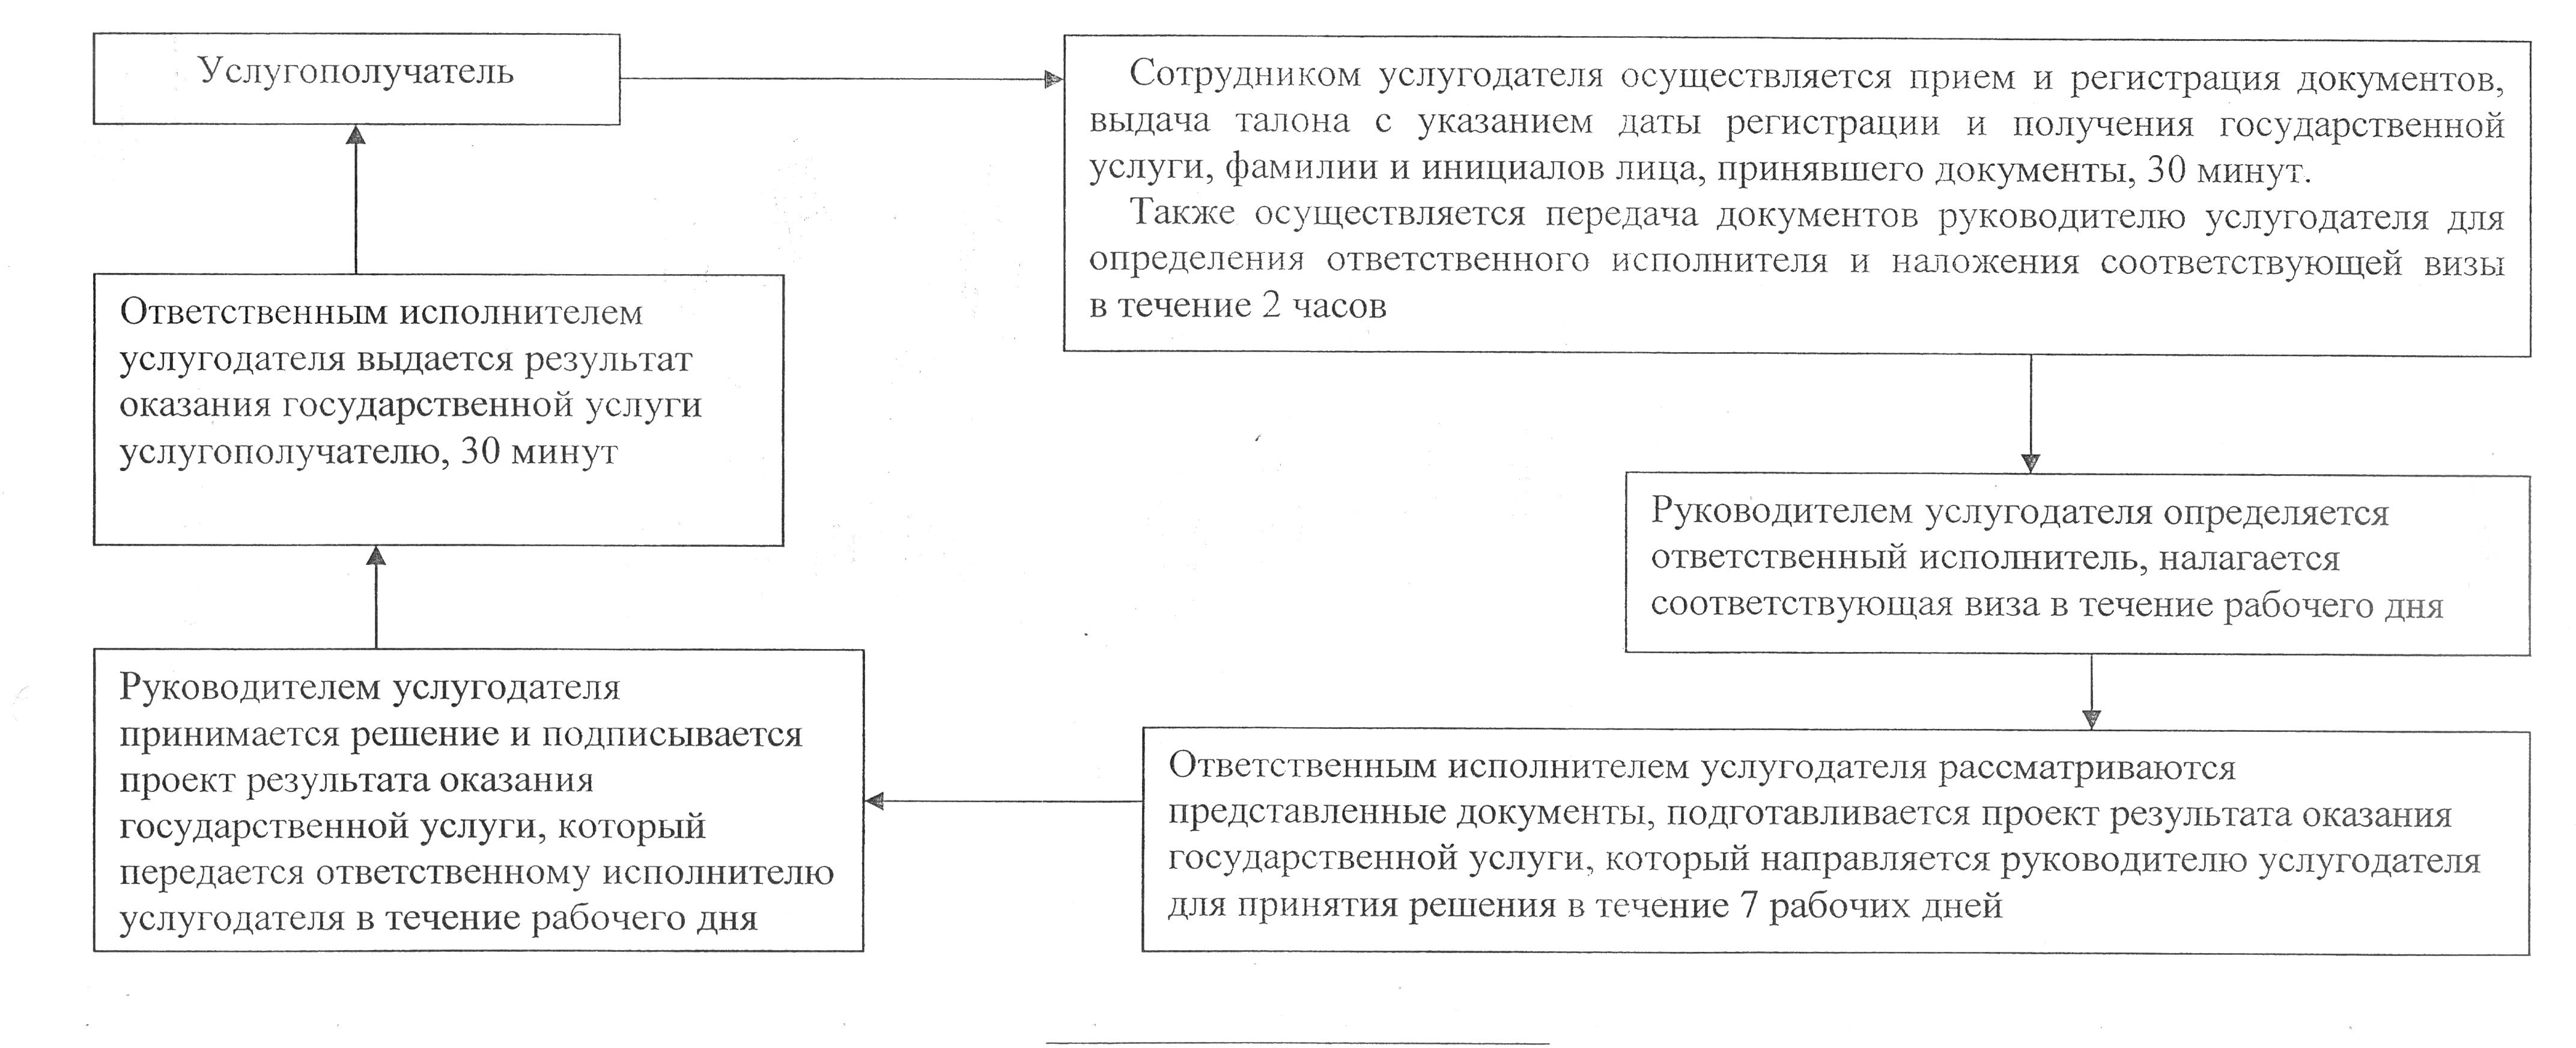 Услугополучатель
Сотрудником услугодателя осуществляется прием и регистрация документов,
выдача талона с указанием даты регистрации и получения государственной
услуги, фамилии и инициалов лица, принявшего документы, 30 минут.
Также осуществляется передача документов руководителю услугодателя для
определения ответственного исполнителя и наложения соответствующей визы
в течение 2 часов
Руководителем услугодателя определяется
ответственный исполнитель, налагается
соответствующая виза в течение рабочего дня
Ответственным исполнителем услугодателя рассматриваются
представленные документы, подготавливается проект результата оказания
государственной услуги, который направляется руководителю услугодателя
для принятия решения в течение 7 рабочих дней
Руководителем услугодателя
принимается решение и подписывается
проект результата оказания
государственной услуги, который
передается ответственному исполнителю
услугодателя в течение рабочего дня
Ответственным исполнителем
услугодателя выдается результат
оказания государственной услуги
услугополучателю, 30 минут